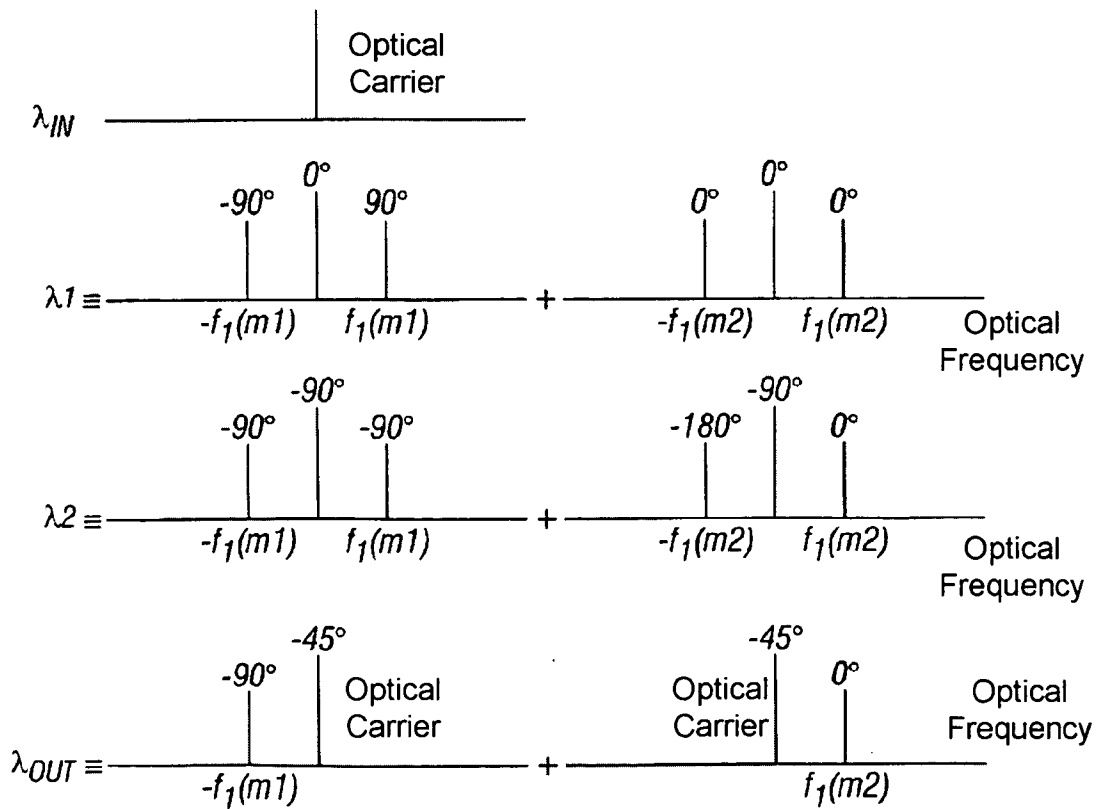 Optical
Carrier
λIN
-90° 0° 90° 0° 0° 0°
λ1 ≡ +
-f1(m1) f1(m1) -f1(m2) f1(m2) Optical
Frequency
-90° -90° -90° -180° -90° 0°
λ2 ≡ +
-f1(m1) f1(m1) -f1(m2) f1(m2) Optical
Frequency
-90° -45° -45° 0°
Optical Optical Optical
Carrier Carrier Frequency
λOUT ≡ +
-f1(m1) f1(m2)